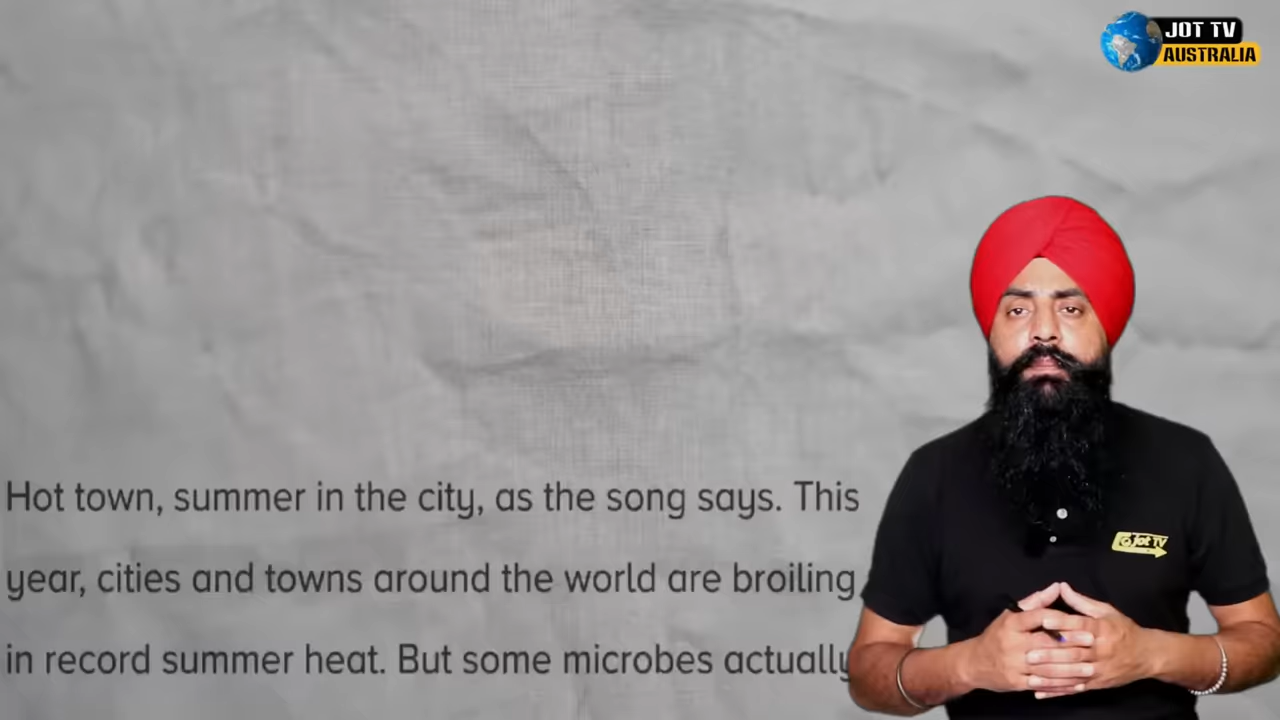 JOT TV
AUSTRALIA
Hot town, summer in the city, as the song says. This
year, cities and towns around the world are broiling
in record summer heat. But some microbes actually
Jot TV